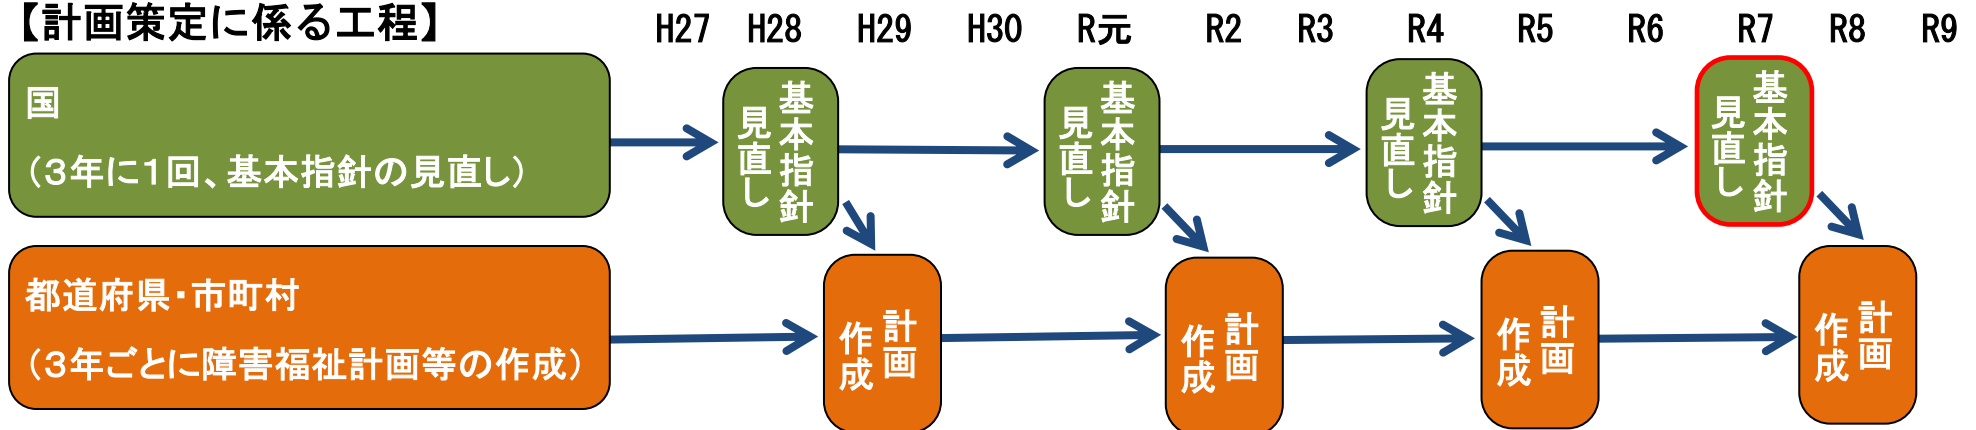 【計画策定に係る工程】
H27 H28 H29 H30 R元 R2 R3 R4 R5 R6 R7 R8 R9
国
（３年に１回、基本指針の見直し）
基本指針
見直し
基本指針
見直し
基本指針
見直し
基本指針
見直し
都道府県・市町村
（３年ごとに障害福祉計画等の作成）
計画
作成
計画
作成
計画
作成
計画
作成